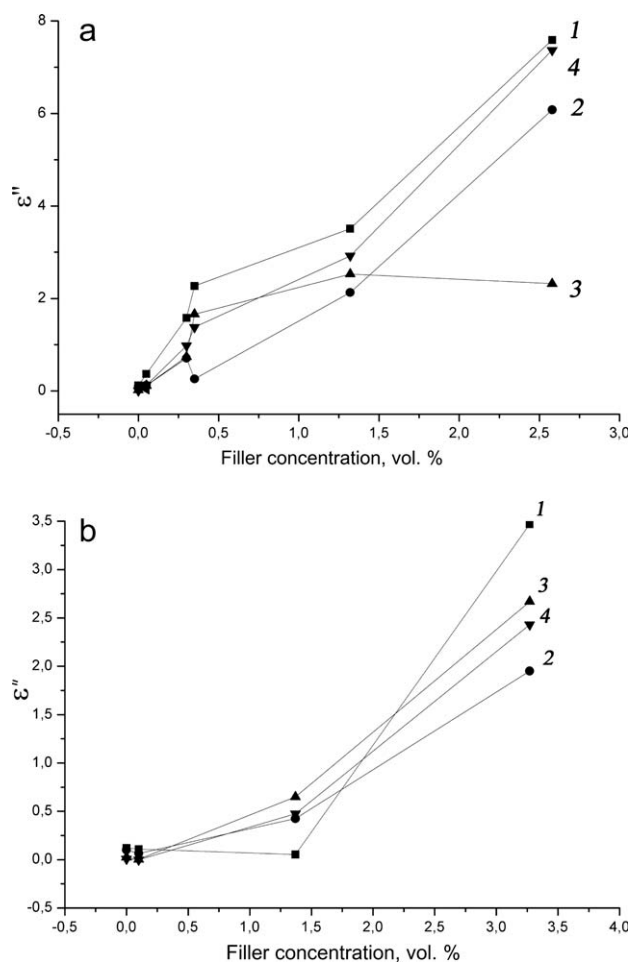 a
8
6
4
2
0
ε"
1
4
2
3
-0,5 0,0 0,5 1,0 1,5 2,0 2,5 3,0
Filler concentration, vol. %
b
3,5
3,0
2,5
2,0
1,5
1,0
0,5
0,0
-0,5
ε"
1
3
4
2
-0,5 0,0 0,5 1,0 1,5 2,0 2,5 3,0 3,5 4,0
Filler concentration, vol. %